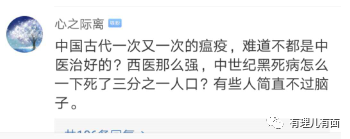 心之际离
中国古代一次又一次的瘟疫，难道不都是中
医治好的？西医那么强，中世纪黑死病怎么
一下死了三分之一人口？有些人简直不过脑
子。
有理儿有面